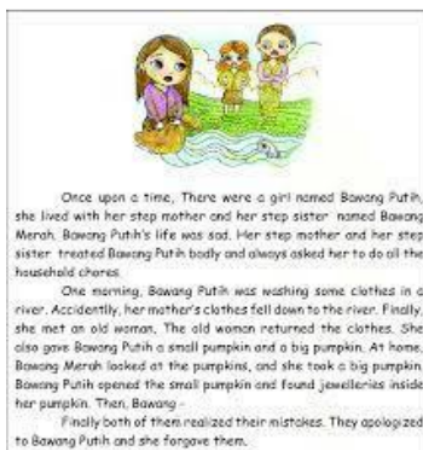 Once upon a time, There were a girl named Bawang Putih,
she lived with her step mother and her step sister named Bawang
Merah. Bawang Putih's life was sad. Her step mother and her step
sister treated Bawang Putih badly and always asked her to do all the
household chores.
One morning, Bawang Putih was washing some clothes in a
river. Accidentlly, her mother's clothes fell down to the river. Finally,
she met an old woman. The old woman returned the clothes. She
also gave Bawang Putih a small pumpkin and a big pumpkin. At home,
Bawang Merah looked at the pumpkins, and she took a big pumpkin.
Bawang Putih opened the small pumpkin and found jewelleries inside
her pumpkin. Then, Bawang -
Finally both of them realized their mistakes. They apologized
to Bawang Putih and she forgave them.